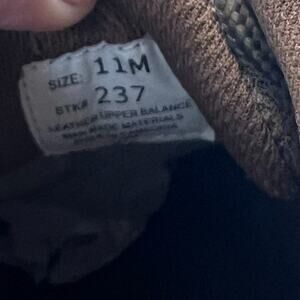 SIZE: 11M
STK# 237
LEATHER UPPER BALANCE
MAN MADE MATERIALS